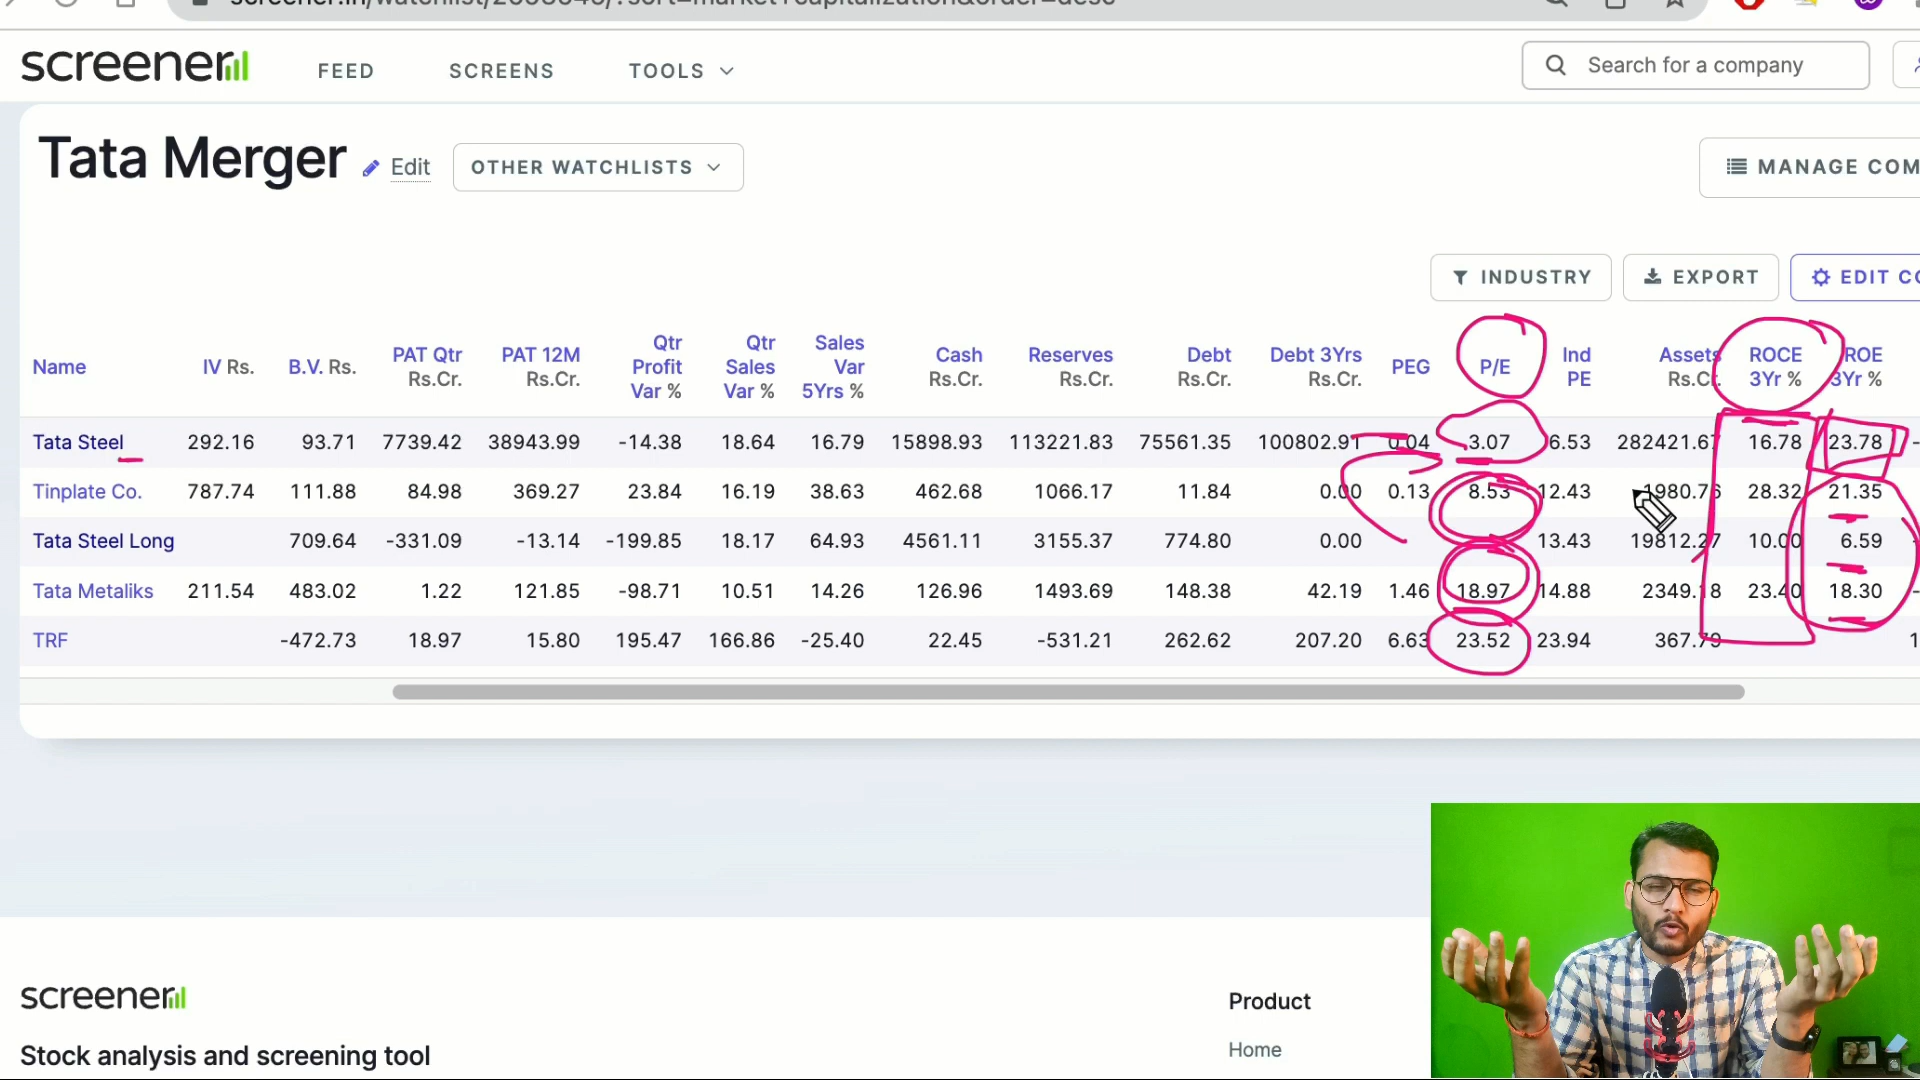 screener
FEED
SCREENS
TOOLS
Search for a company
Tata Merger
Edit
OTHER WATCHLISTS
MANAGE COM
INDUSTRY
EXPORT
EDIT CO
Name IV Rs. B.V. Rs. PAT Qtr Rs.Cr. PAT 12M Rs.Cr. Qtr Profit Var % Qtr Sales Var % Sales Var 5Yrs % Cash Rs.Cr. Reserves Rs.Cr. Debt Rs.Cr. Debt 3Yrs Rs.Cr. PEG P/E Ind PE Assets Rs.Cr. ROCE 3Yr % ROE 3Yr %
Tata Steel 292.16 93.71 7739.42 38943.99 -14.38 18.64 16.79 15898.93 113221.83 75561.35 100802.91 0.04 3.07 6.53 282421.67 16.78 23.78
Tinplate Co. 787.74 111.88 84.98 369.27 23.84 16.19 38.63 462.68 1066.17 11.84 0.00 0.13 8.53 12.43 1980.76 28.32 21.35
Tata Steel Long 709.64 -331.09 -13.14 -199.85 18.17 64.93 4561.11 3155.37 774.80 0.00 13.43 19812.27 10.00 6.59
Tata Metaliks 211.54 483.02 1.22 121.85 -98.71 10.51 14.26 126.96 1493.69 148.38 42.19 1.46 18.97 14.88 2349.18 23.40 18.30
TRF -472.73 18.97 15.80 195.47 166.86 -25.40 22.45 -531.21 262.62 207.20 6.63 23.52 23.94 367.79
screener
Product
Stock analysis and screening tool
Home